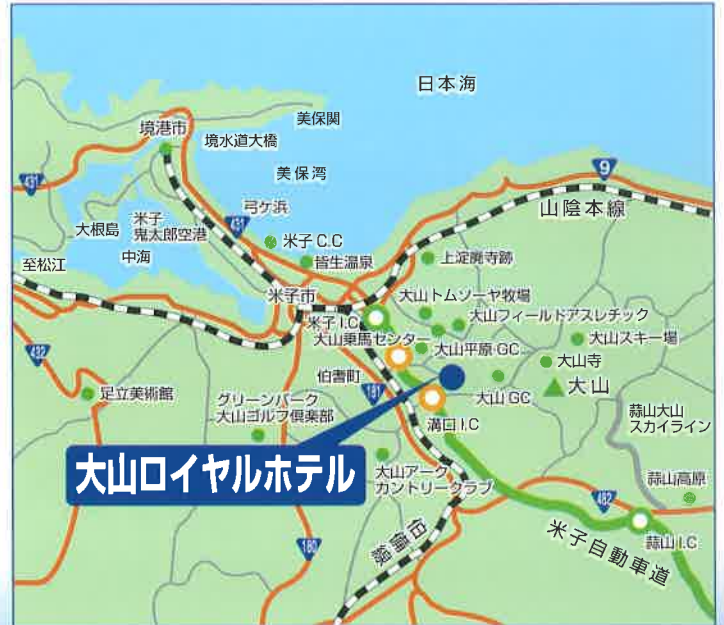 日本海
美保関
境港市
境水道大橋
美保湾
9
431
山陰本線
弓ヶ浜
431
大根島
米子
鬼太郎空港
米子 C.C
上淀廃寺跡
至松江
中海
皆生温泉
米子市
大山トムソーヤ牧場
米子 I.C
大山フィールドアスレチック
大山乗馬センター
大山平原 GC
大山スキー場
432
大山寺
伯耆町
181
大山 GC
大山
足立美術館
グリーンパーク
大山ゴルフ倶楽部
溝口 I.C
蒜山大山
スカイライン
大山ロイヤルホテル
大山アーク
カントリークラブ
蒜山高原
482
伯備線
180
米子自動車道
蒜山 I.C